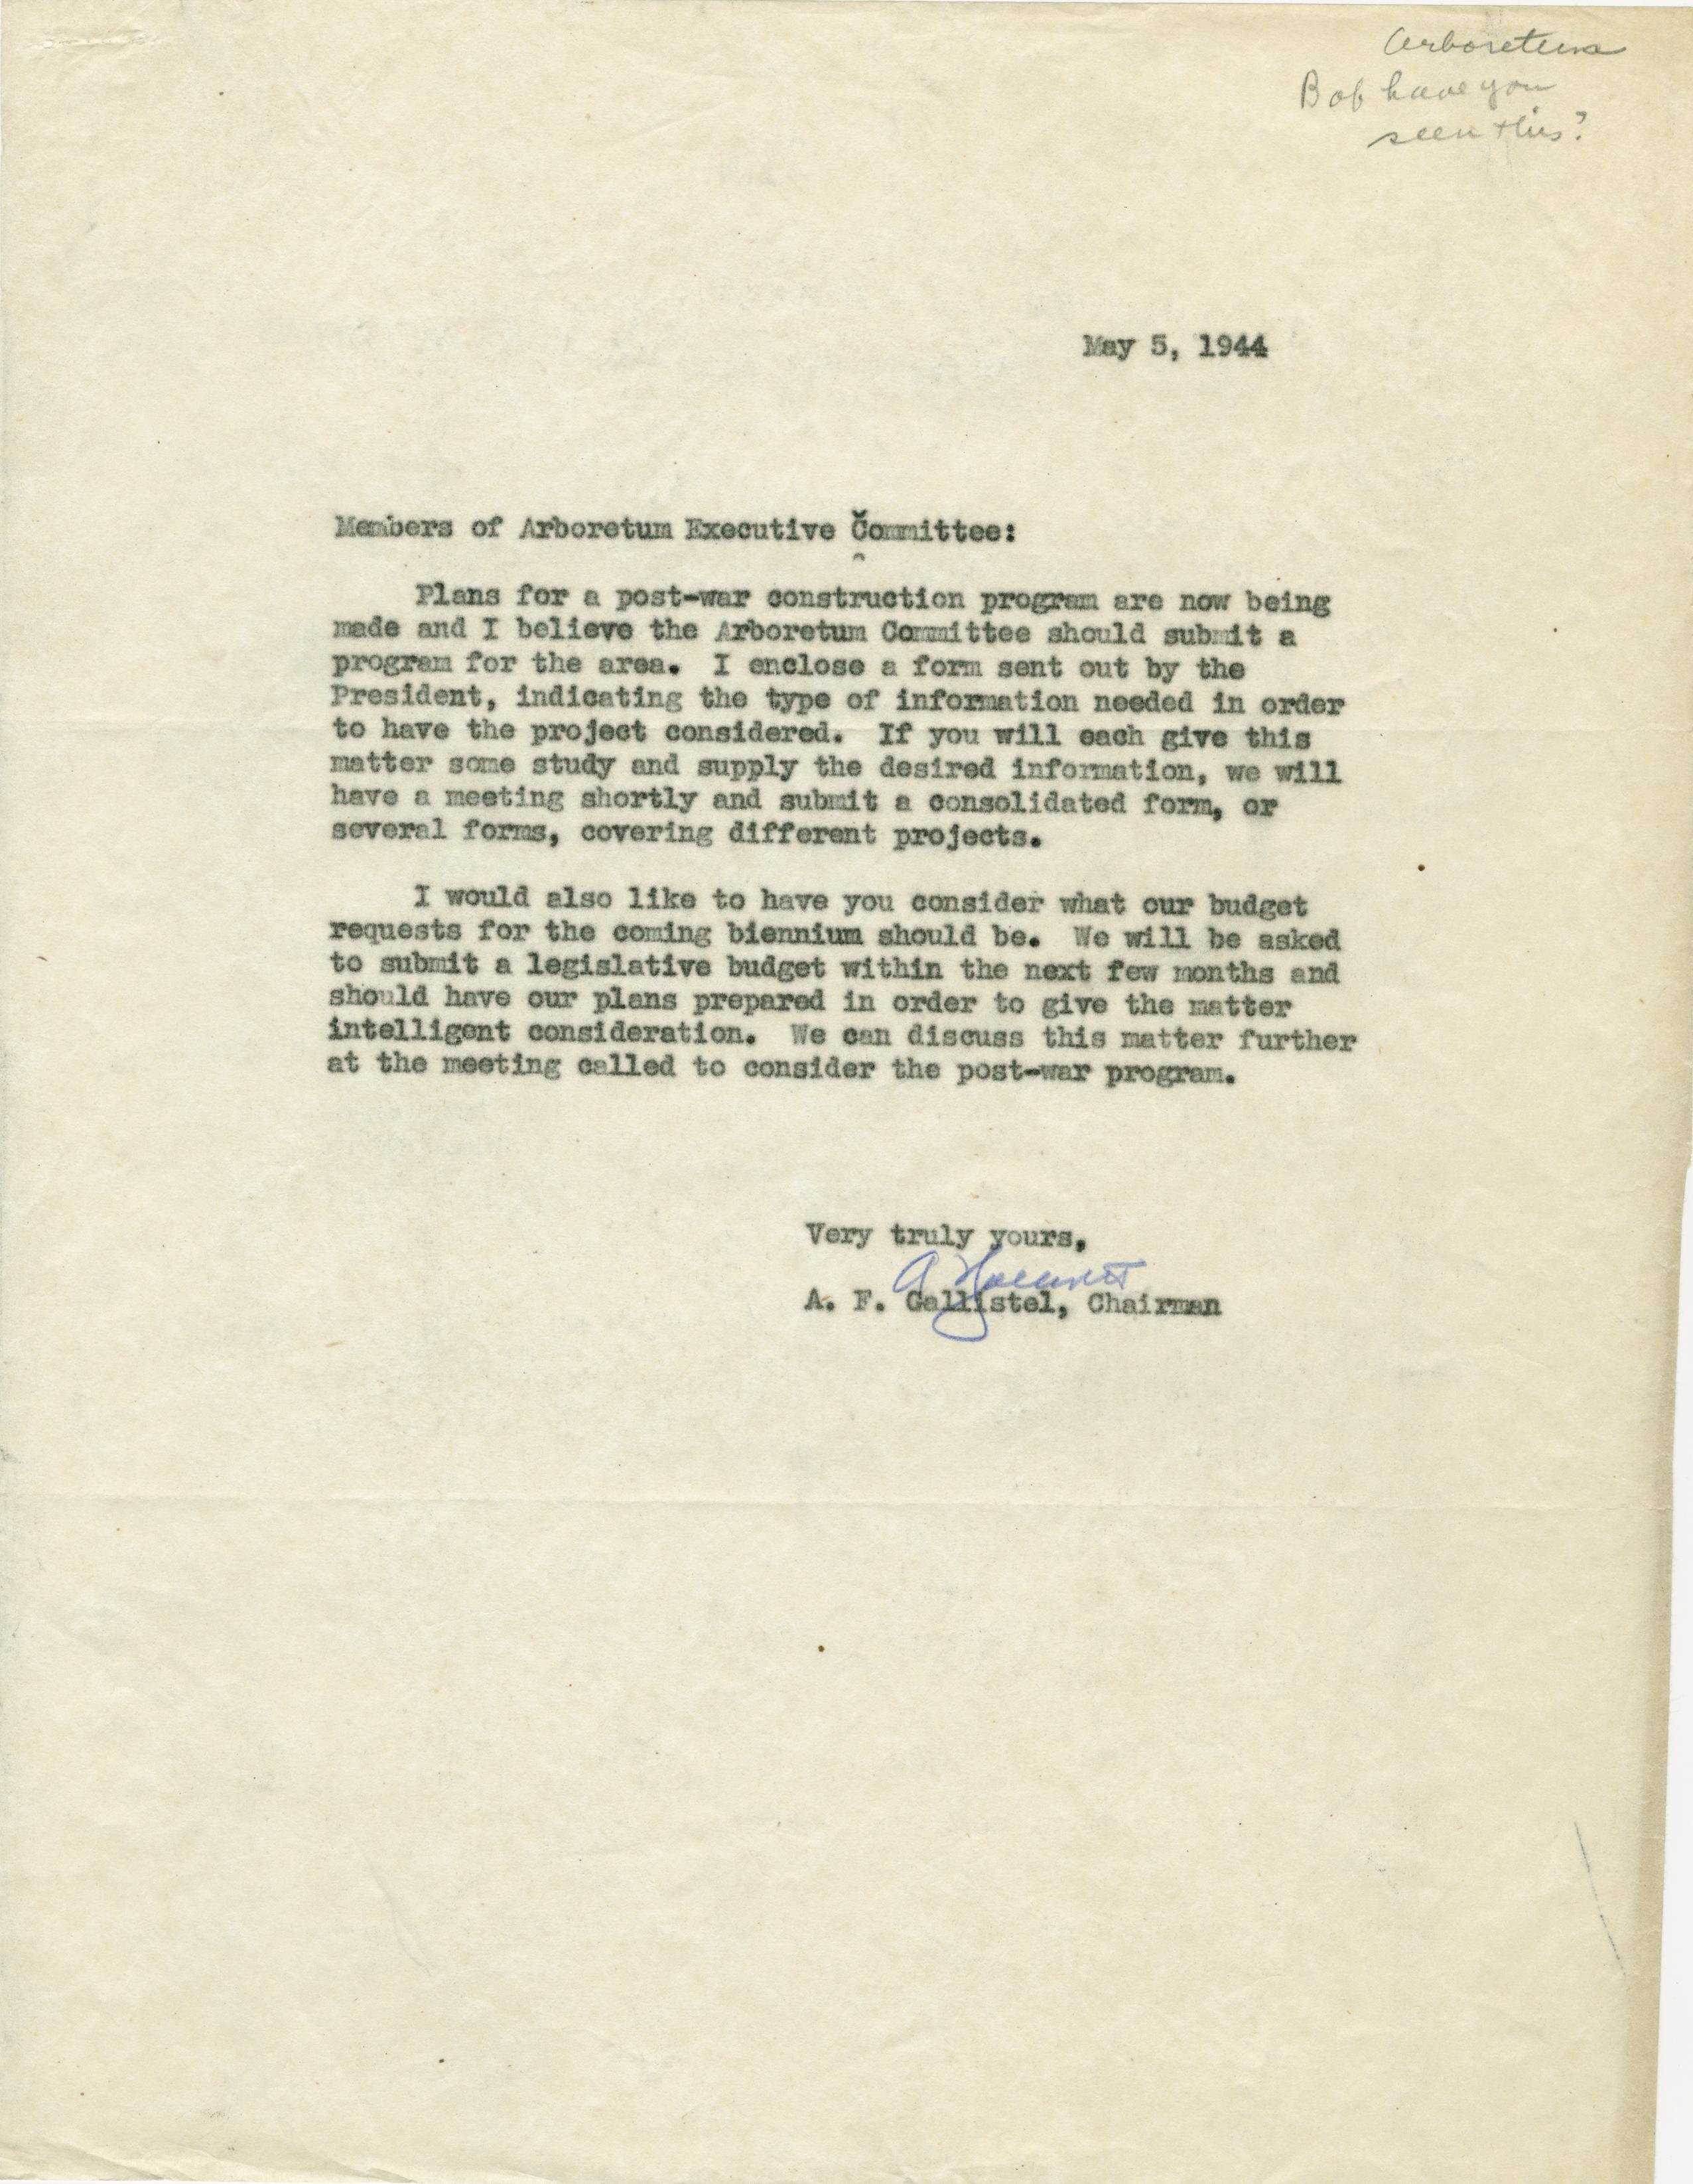 Arboretum
Bob have you
seen this?
May 5, 1944
Members of Arboretum Executive Committee:
Plans for a post-war construction program are now being
made and I believe the Arboretum Committee should submit a
program for the area. I enclose a form sent out by the
President, indicating the type of information needed in order
to have the project considered. If you will each give this
matter some study and supply the desired information, we will
have a meeting shortly and submit a consolidated form, or
several forms, covering different projects.
I would also like to have you consider what our budget
requests for the coming biennium should be. We will be asked
to submit a legislative budget within the next few months and
should have our plans prepared in order to give the matter
intelligent consideration. We can discuss this matter further
at the meeting called to consider the post-war program.
Very truly yours,
A. F. Gallistel, Chairman